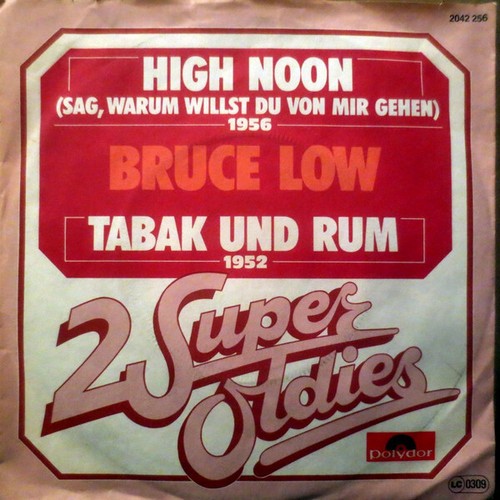 2042 256
HIGH NOON
(SAG, WARUM WILLST DU VON MIR GEHEN)
1956
BRUCE LOW
TABAK UND RUM
1952
2 Super
Oldies
Polydor
LC 0309